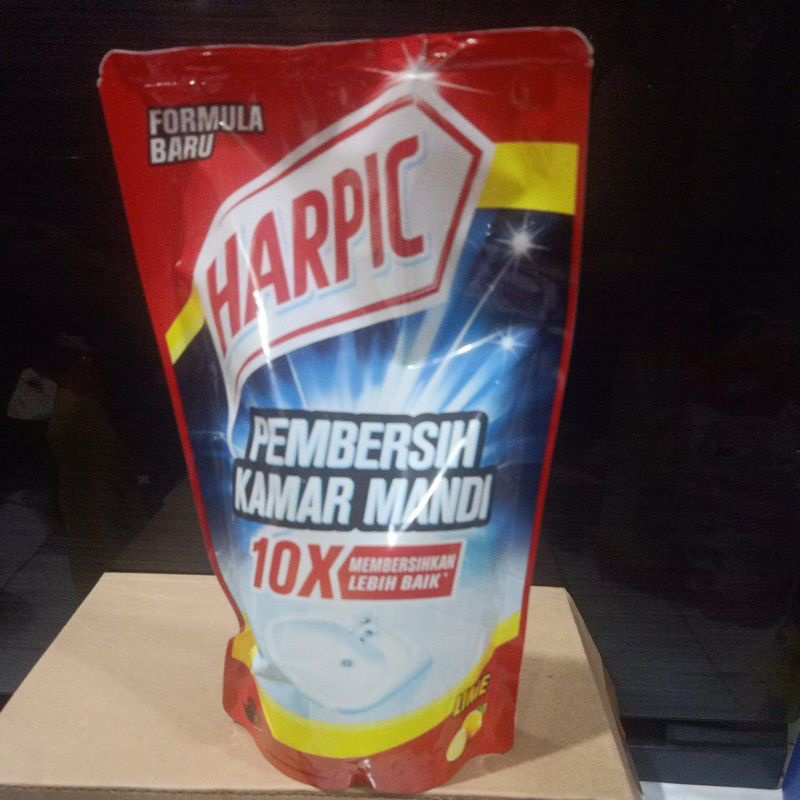 FORMULA
BARU
HARPIC
PEMBERSIH
KAMAR MANDI
10X MEMBERSIHKAN
LEBIH BAIK*
LIME